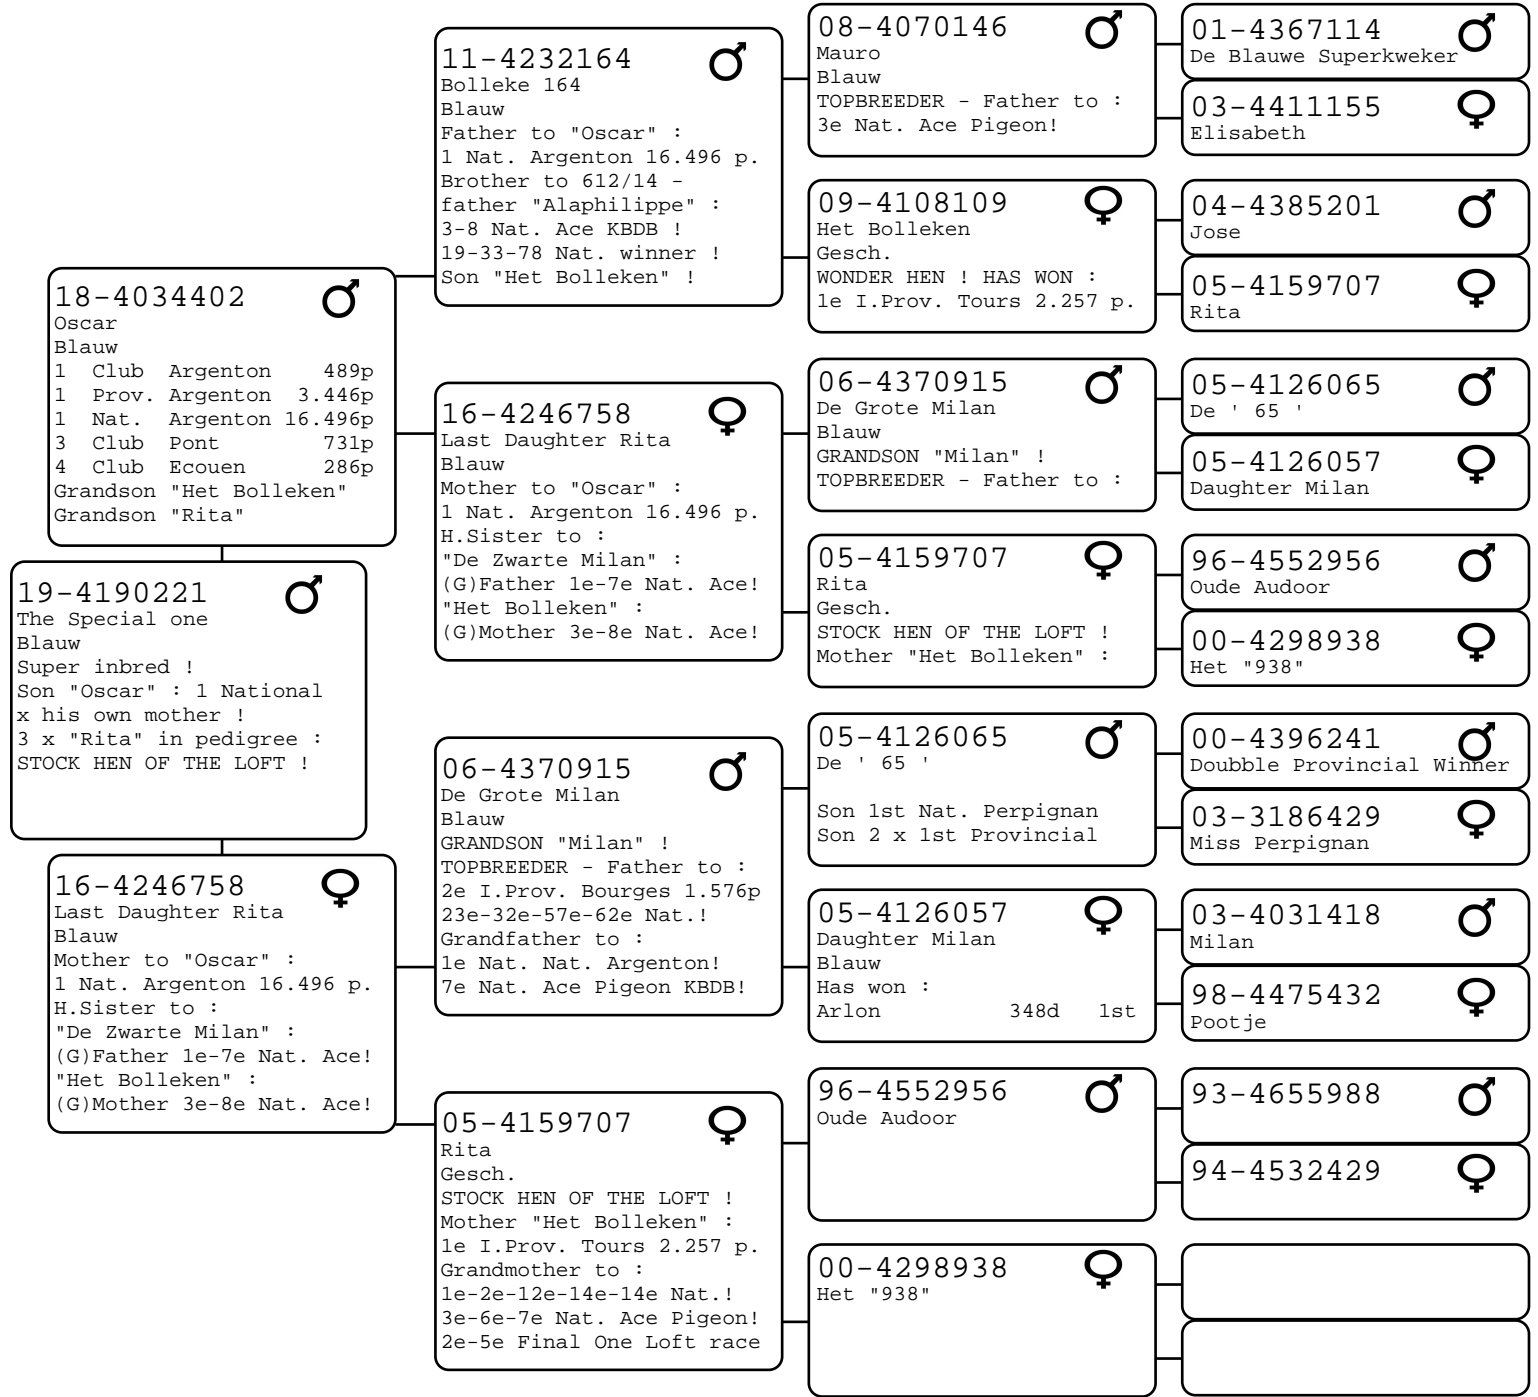 19-4190221
The Special one
Blauw
Super inbred !
Son "Oscar" : 1 National
x his own mother !
3 x "Rita" in pedigree :
STOCK HEN OF THE LOFT !
18-4034402
Oscar
Blauw
1 Club Argenton 489p
1 Prov. Argenton 3.446p
1 Nat. Argenton 16.496p
3 Club Pont 731p
4 Club Ecouen 286p
Grandson "Het Bolleken"
Grandson "Rita"
16-4246758
Last Daughter Rita
Blauw
Mother to "Oscar" :
1 Nat. Argenton 16.496 p.
H.Sister to :
"De Zwarte Milan" :
(G)Father 1e-7e Nat. Ace!
"Het Bolleken" :
(G)Mother 3e-8e Nat. Ace!
11-4232164
Bolleke 164
Blauw
Father to "Oscar" :
1 Nat. Argenton 16.496 p.
Brother to 612/14 -
father "Alaphilippe" :
3-8 Nat. Ace KBDB !
19-33-78 Nat. winner !
Son "Het Bolleken" !
16-4246758
Last Daughter Rita
Blauw
Mother to "Oscar" :
1 Nat. Argenton 16.496 p.
H.Sister to :
"De Zwarte Milan" :
(G)Father 1e-7e Nat. Ace!
"Het Bolleken" :
(G)Mother 3e-8e Nat. Ace!
06-4370915
De Grote Milan
Blauw
GRANDSON "Milan" !
TOPBREEDER - Father to :
2e I.Prov. Bourges 1.576p
23e-32e-57e-62e Nat.!
Grandfather to :
1e Nat. Nat. Argenton!
7e Nat. Ace Pigeon KBDB!
05-4159707
Rita
Gesch.
STOCK HEN OF THE LOFT !
Mother "Het Bolleken" :
1e I.Prov. Tours 2.257 p.
Grandmother to :
1e-2e-12e-14e-14e Nat.!
3e-6e-7e Nat. Ace Pigeon!
2e-5e Final One Loft race
08-4070146
Mauro
Blauw
TOPBREEDER - Father to :
3e Nat. Ace Pigeon!
09-4108109
Het Bolleken
Gesch.
WONDER HEN ! HAS WON :
1e I.Prov. Tours 2.257 p.
06-4370915
De Grote Milan
Blauw
GRANDSON "Milan" !
TOPBREEDER - Father to :
05-4159707
Rita
Gesch.
STOCK HEN OF THE LOFT !
Mother "Het Bolleken" :
05-4126065
De ' 65 '
Son 1st Nat. Perpignan
Son 2 x 1st Provincial
05-4126057
Daughter Milan
Blauw
Has won :
Arlon 348d 1st
96-4552956
Oude Audoor
00-4298938
Het "938"
01-4367114
De Blauwe Superkweker
03-4411155
Elisabeth
04-4385201
Jose
05-4159707
Rita
05-4126065
De ' 65 '
05-4126057
Daughter Milan
96-4552956
Oude Audoor
00-4298938
Het "938"
00-4396241
Doubble Provincial Winner
03-3186429
Miss Perpignan
03-4031418
Milan
98-4475432
Pootje
93-4655988
94-4532429